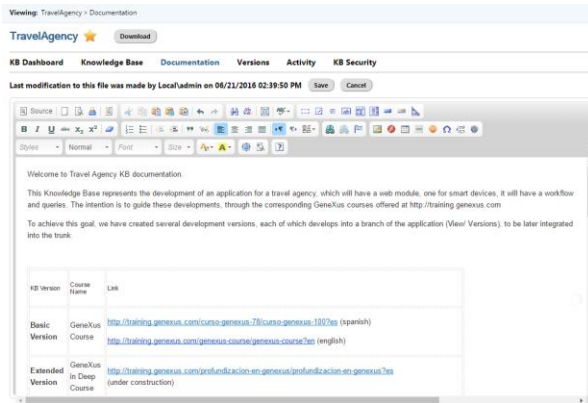 Viewing: TravelAgency > Documentation
TravelAgency
Download
KB Dashboard Knowledge Base Documentation Versions Activity KB Security
Last modification to this file was made by Local\admin on 06/21/2016 02:39:50 PM Save Cancel
Source
B I U abc X₂ X²
Styles Normal Font Size A A
Welcome to Travel Agency KB documentation.
This Knowledge Base represents the development of an application for a travel agency, which will have a web module, one for smart devices, it will have a workflow
and queries. The intention is to guide these developments, through the corresponding GeneXus courses offered at http://training.genexus.com
To achieve this goal, we have created several development versions, each of which develops into a branch of the application (View/ Versions), to be later integrated
into the trunk.
KB Version Course Name Link
Basic Version GeneXus Course http://training.genexus.com/curso-genexus-78/curso-genexus-100?es (spanish)
http://training.genexus.com/genexus-course/genexus-course?en (english)
Extended Version GeneXus in Deep Course http://training.genexus.com/profundizacion-en-genexus/profundizacion-en-genexus?es
(under construction)